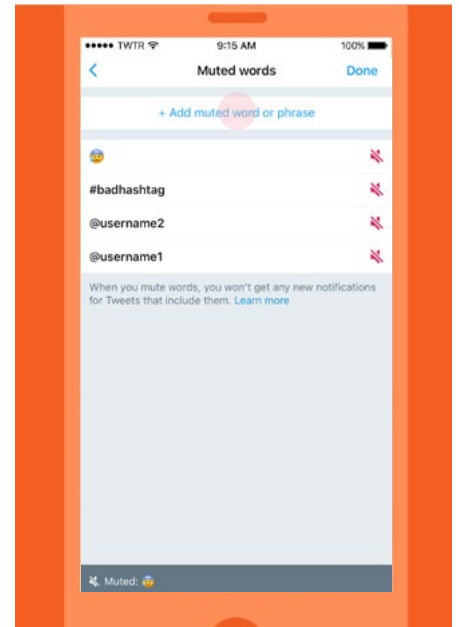 TWTR 9:15 AM 100%
Muted words Done
+ Add muted word or phrase
😰
#badhashtag
@username2
@username1
When you mute words, you won't get any new notifications
for Tweets that include them. Learn more
Muted: 😰